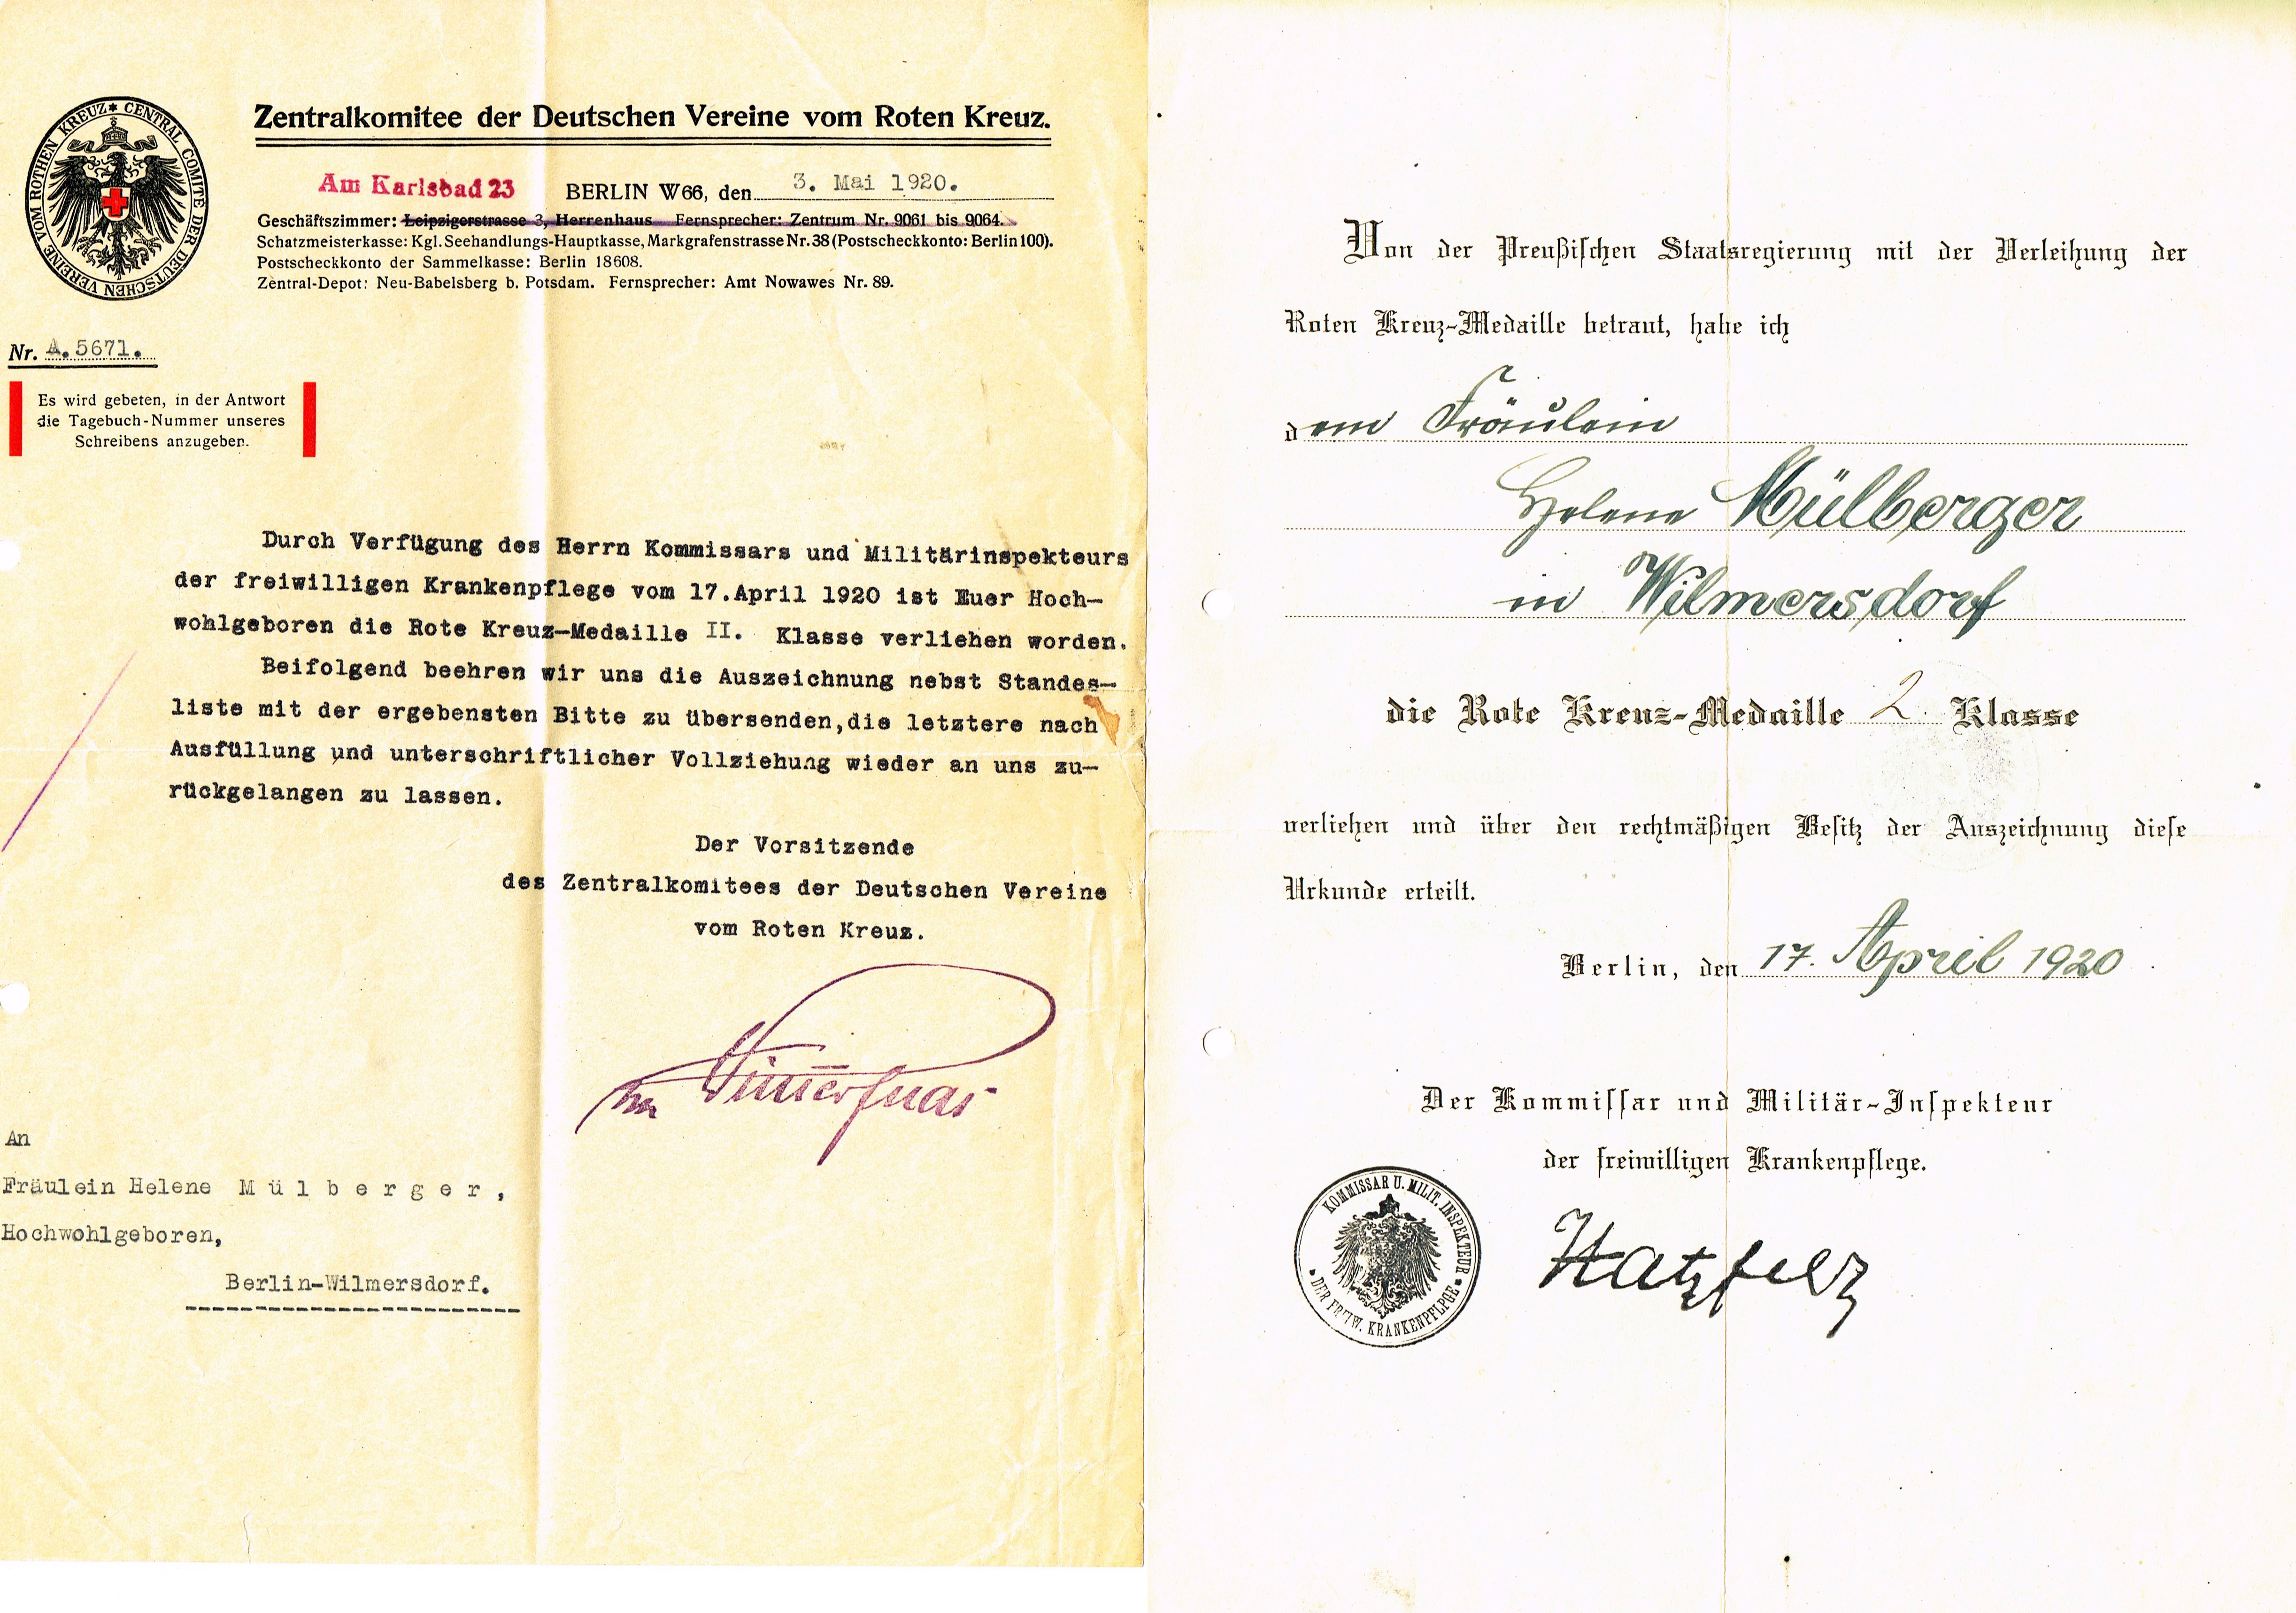 CENTRAL COMITE DER DEUTSCHEN VEREINE VOM ROTHEN KREUZ
Zentralkomitee der Deutschen Vereine vom Roten Kreuz.
Am Karlsbad 23
BERLIN W66, den 3. Mai 1920.
Geschäftszimmer: Leipzigerstrasse 3, Herrenhaus Fernsprecher: Zentrum Nr. 9061 bis 9064.
Schatzmeisterkasse: Kgl. Seehandlungs-Hauptkasse, Markgrafenstrasse Nr. 38 (Postscheckkonto: Berlin 100).
Postscheckkonto der Sammelkasse: Berlin 18608.
Zentral-Depot: Neu-Babelsberg b. Potsdam. Fernsprecher: Amt Nowawes Nr. 89.
Nr. A. 5671.
Es wird gebeten, in der Antwort
die Tagebuch-Nummer unseres
Schreibens anzugeben.
Durch Verfügung des Herrn Kommissars und Militärinspekteurs
der freiwilligen Krankenpflege vom 17.April 1920 ist Euer Hoch-
wohlgeboren die Rote Kreuz-Medaille II. Klasse verliehen worden.
Beifolgend beehren wir uns die Auszeichnung nebst Standes-
liste mit der ergebensten Bitte zu übersenden, die letztere nach
Ausfüllung und unterschriftlicher Vollziehung wieder an uns zu-
rückgelangen zu lassen.
Der Vorsitzende
des Zentralkomitees der Deutschen Vereine
vom Roten Kreuz.
An
Fräulein Helene Mülberger,
Hochwohlgeboren,
Berlin-Wilmersdorf.
Von der Preußischen Staatsregierung mit der Verleihung der
Roten Kreuz-Medaille betraut, habe ich
dem Fräulein
Helene Mülberger
in Wilmersdorf
die Rote Kreuz-Medaille 2. Klasse
verliehen und über den rechtmäßigen Besitz der Auszeichnung diese
Urkunde erteilt.
Berlin, den 17. April 1920
Der Kommissar und Militär-Inspekteur
der freiwilligen Krankenpflege.
KOMMISSAR U. MILIT. INSPEKTEUR
DER FREIW. KRANKENPFLEGE
Hatzfeld